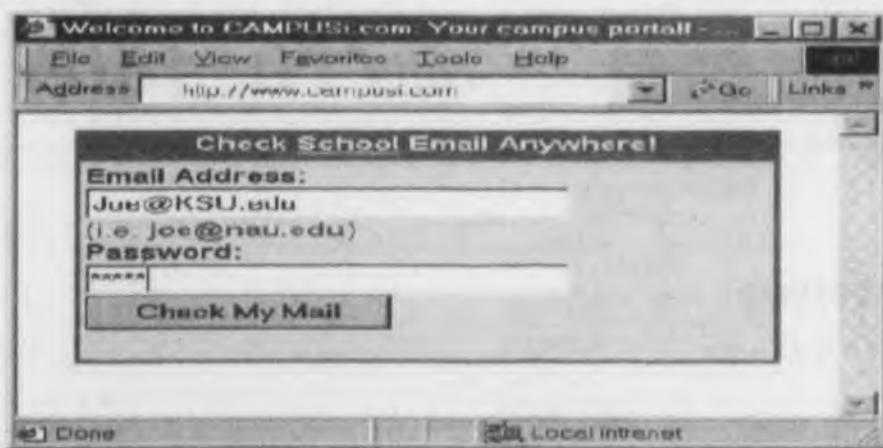 Welcome to CAMPUSi.com: Your campus portal! - ...
File Edit View Favorites Tools Help
Address http://www.campusi.com Go Links »
Check School Email Anywhere!
Email Address:
Joe@KSU.edu
(i.e. joe@nau.edu)
Password:
*****
Check My Mail
Done Local intranet